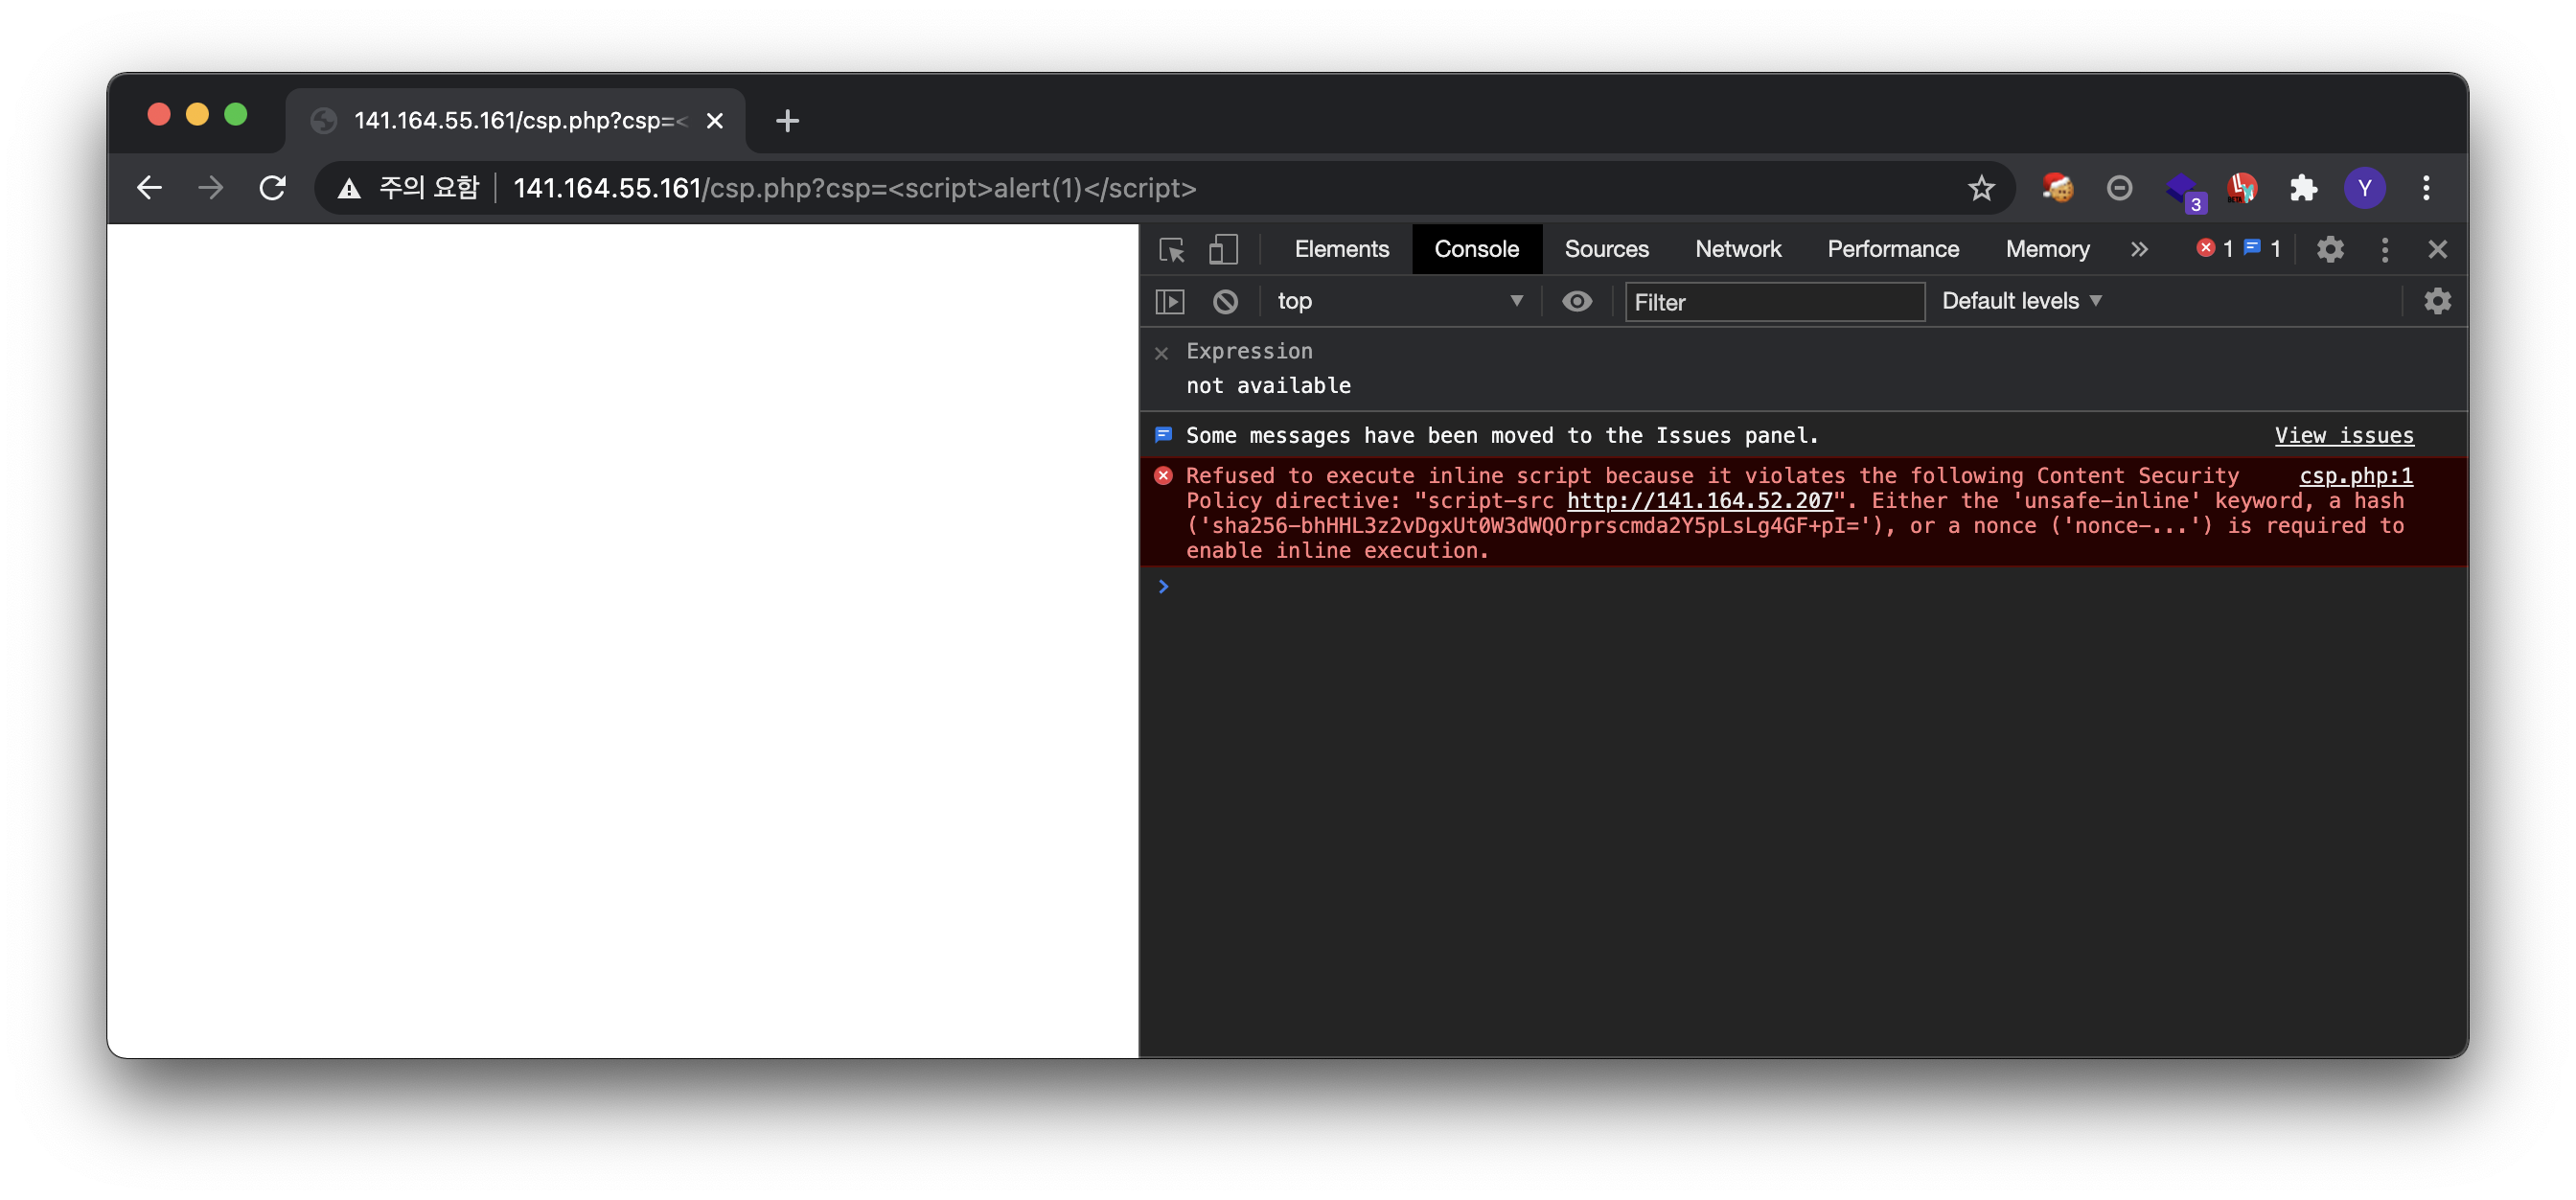 141.164.55.161/csp.php?csp=<
주의 요함 141.164.55.161/csp.php?csp=<script>alert(1)</script>
3
BETA
Y
Elements Console Sources Network Performance Memory 1 1
top Filter Default levels
Expression
not available
Some messages have been moved to the Issues panel. View issues
Refused to execute inline script because it violates the following Content Security csp.php:1
Policy directive: "script-src http://141.164.52.207". Either the 'unsafe-inline' keyword, a hash
('sha256-bhHHL3z2vDgxUt0W3dWQOrprscmda2Y5pLsLg4GF+pI='), or a nonce ('nonce-...') is required to
enable inline execution.